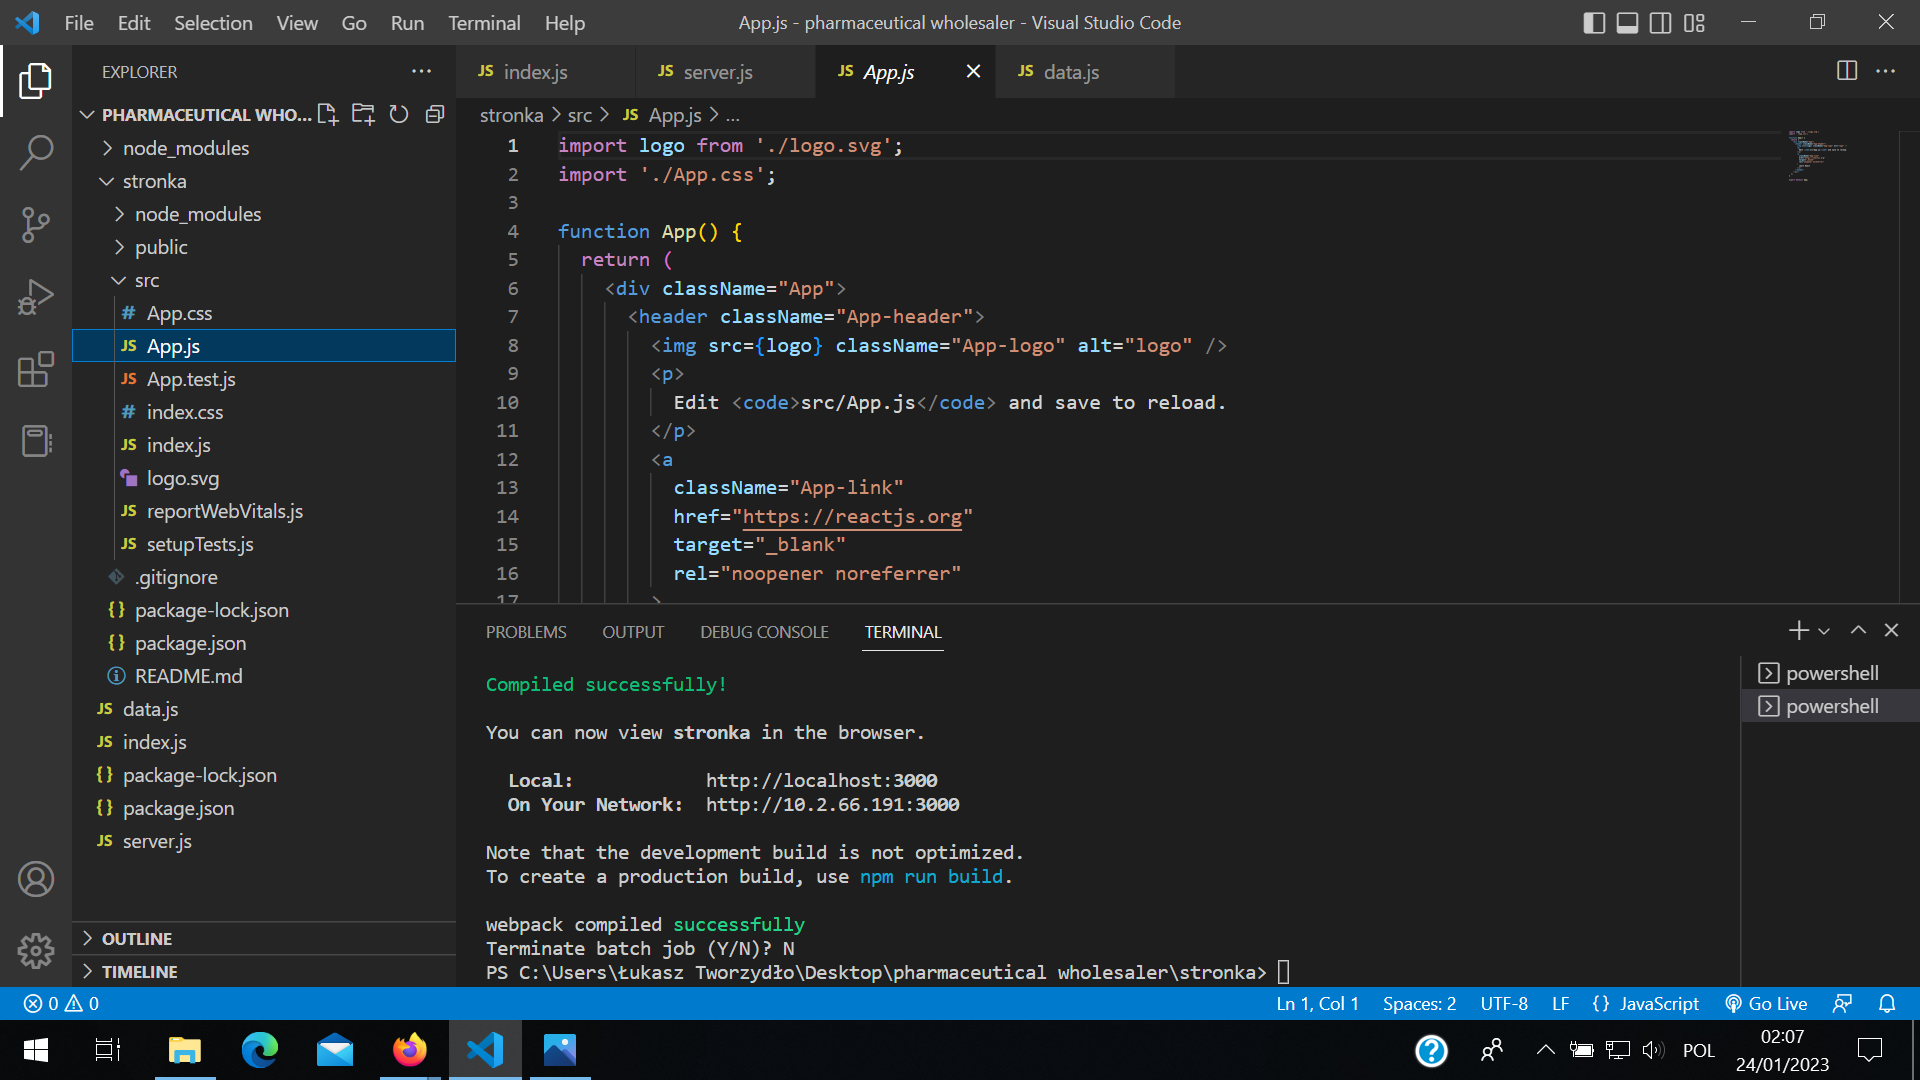 File Edit Selection View Go Run Terminal Help
App.js - pharmaceutical wholesaler - Visual Studio Code
EXPLORER
PHARMACEUTICAL WHO...
node_modules
stronka
node_modules
public
src
# App.css
JS App.js
JS App.test.js
# index.css
JS index.js
logo.svg
JS reportWebVitals.js
JS setupTests.js
.gitignore
{} package-lock.json
{} package.json
README.md
JS data.js
JS index.js
{} package-lock.json
{} package.json
JS server.js
OUTLINE
TIMELINE
JS index.js JS server.js JS App.js JS data.js
stronka > src > JS App.js > ...
1 import logo from './logo.svg';
2 import './App.css';
3
4 function App() {
5 return (
6 <div className="App">
7 <header className="App-header">
8 <img src={logo} className="App-logo" alt="logo" />
9 <p>
10 Edit <code>src/App.js</code> and save to reload.
11 </p>
12 <a
13 className="App-link"
14 href="https://reactjs.org"
15 target="_blank"
16 rel="noopener noreferrer"
17 >
PROBLEMS OUTPUT DEBUG CONSOLE TERMINAL
Compiled successfully!
You can now view stronka in the browser.
Local: http://localhost:3000
On Your Network: http://10.2.66.191:3000
Note that the development build is not optimized.
To create a production build, use npm run build.
webpack compiled successfully
Terminate batch job (Y/N)? N
PS C:\Users\Łukasz Tworzydło\Desktop\pharmaceutical wholesaler\stronka>
powershell
powershell
0 0
Ln 1, Col 1 Spaces: 2 UTF-8 LF {} JavaScript Go Live
POL
02:07
24/01/2023